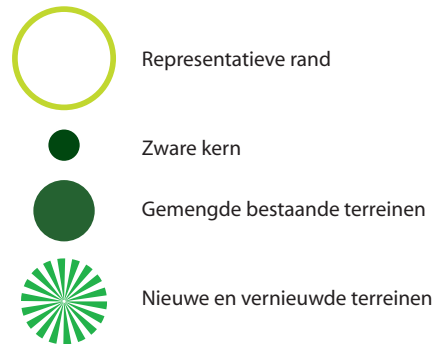 Representatieve rand
Zware kern
Gemengde bestaande terreinen
Nieuwe en vernieuwde terreinen